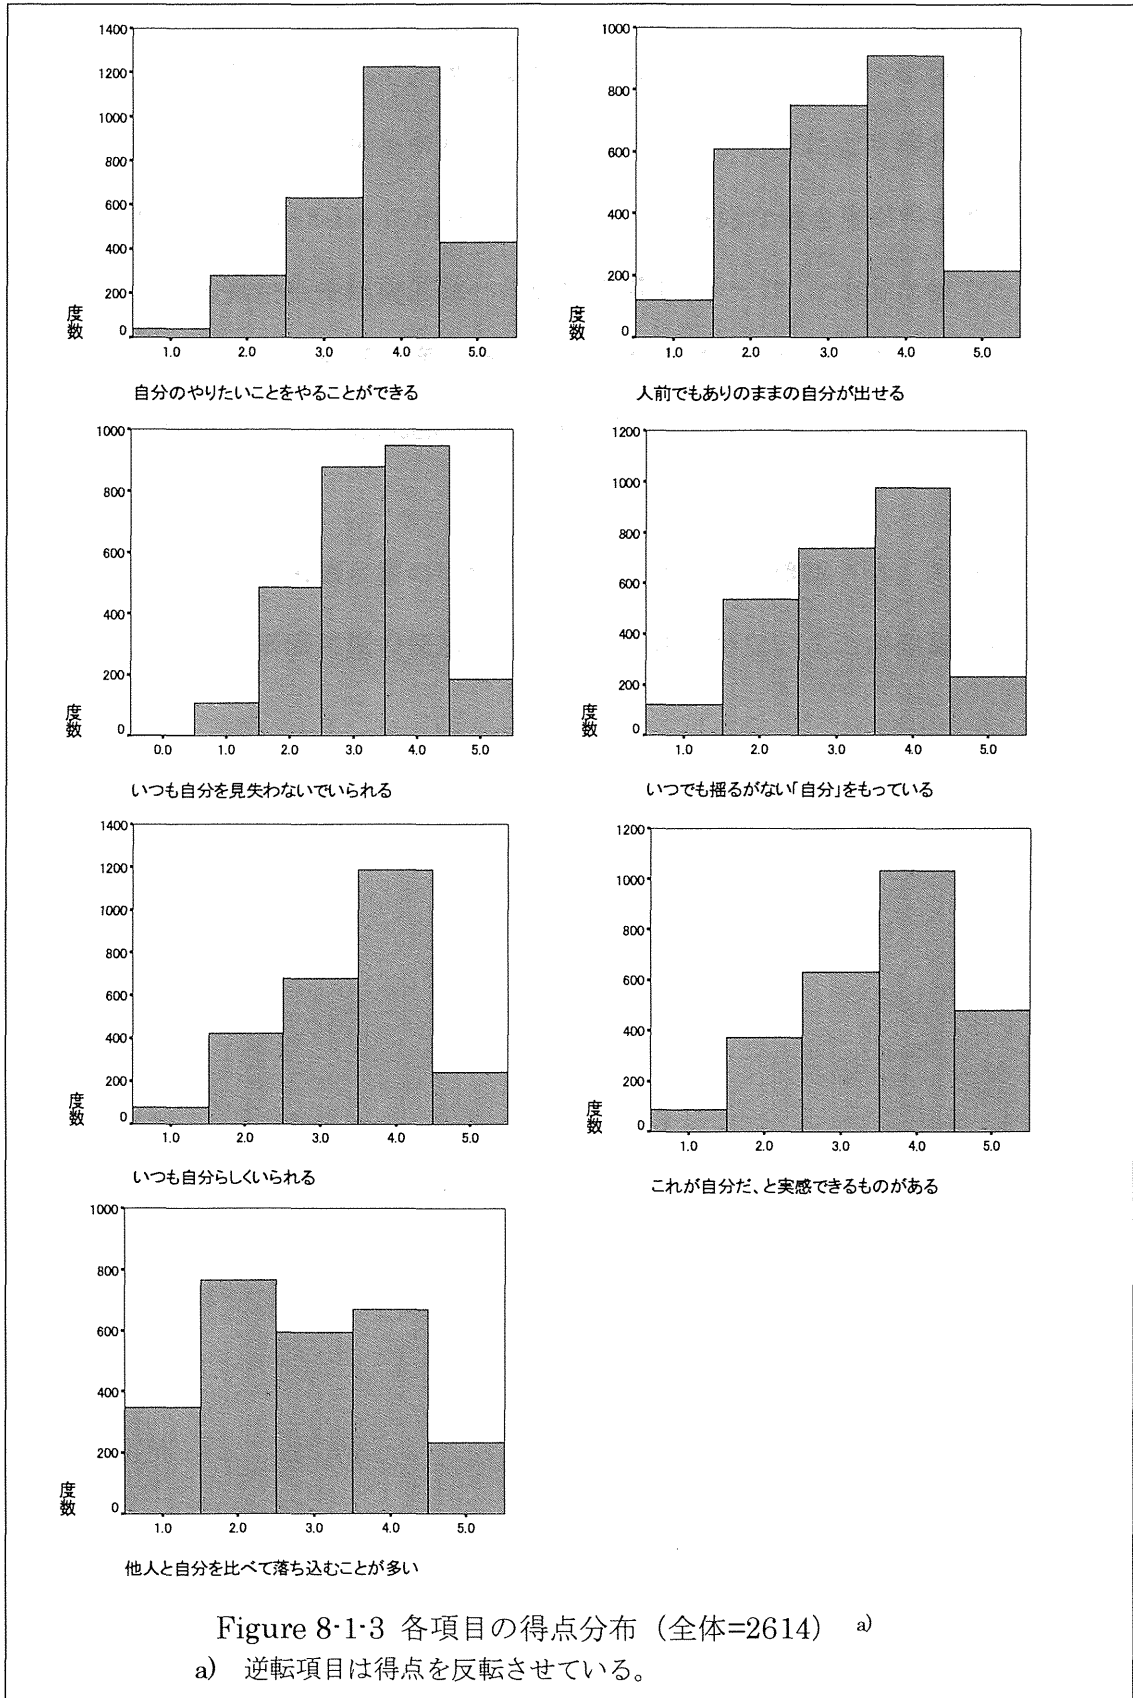 1400
1200
1000
800
600
400
200
0
度数
1.0 2.0 3.0 4.0 5.0
自分のやりたいことをやることができる
1000
800
600
400
200
0
度数
1.0 2.0 3.0 4.0 5.0
人前でもありのままの自分が出せる
1000
800
600
400
200
0
度数
0.0 1.0 2.0 3.0 4.0 5.0
いつも自分を見失わないでいられる
1200
1000
800
600
400
200
0
度数
1.0 2.0 3.0 4.0 5.0
いつでも揺るがない「自分」をもっている
1400
1200
1000
800
600
400
200
0
度数
1.0 2.0 3.0 4.0 5.0
いつも自分らしくいられる
1200
1000
800
600
400
200
0
度数
1.0 2.0 3.0 4.0 5.0
これが自分だ、と実感できるものがある
1000
800
600
400
200
0
度数
1.0 2.0 3.0 4.0 5.0
他人と自分を比べて落ち込むことが多い
Figure 8-1-3 各項目の得点分布（全体=2614） a)
a) 逆転項目は得点を反転させている。